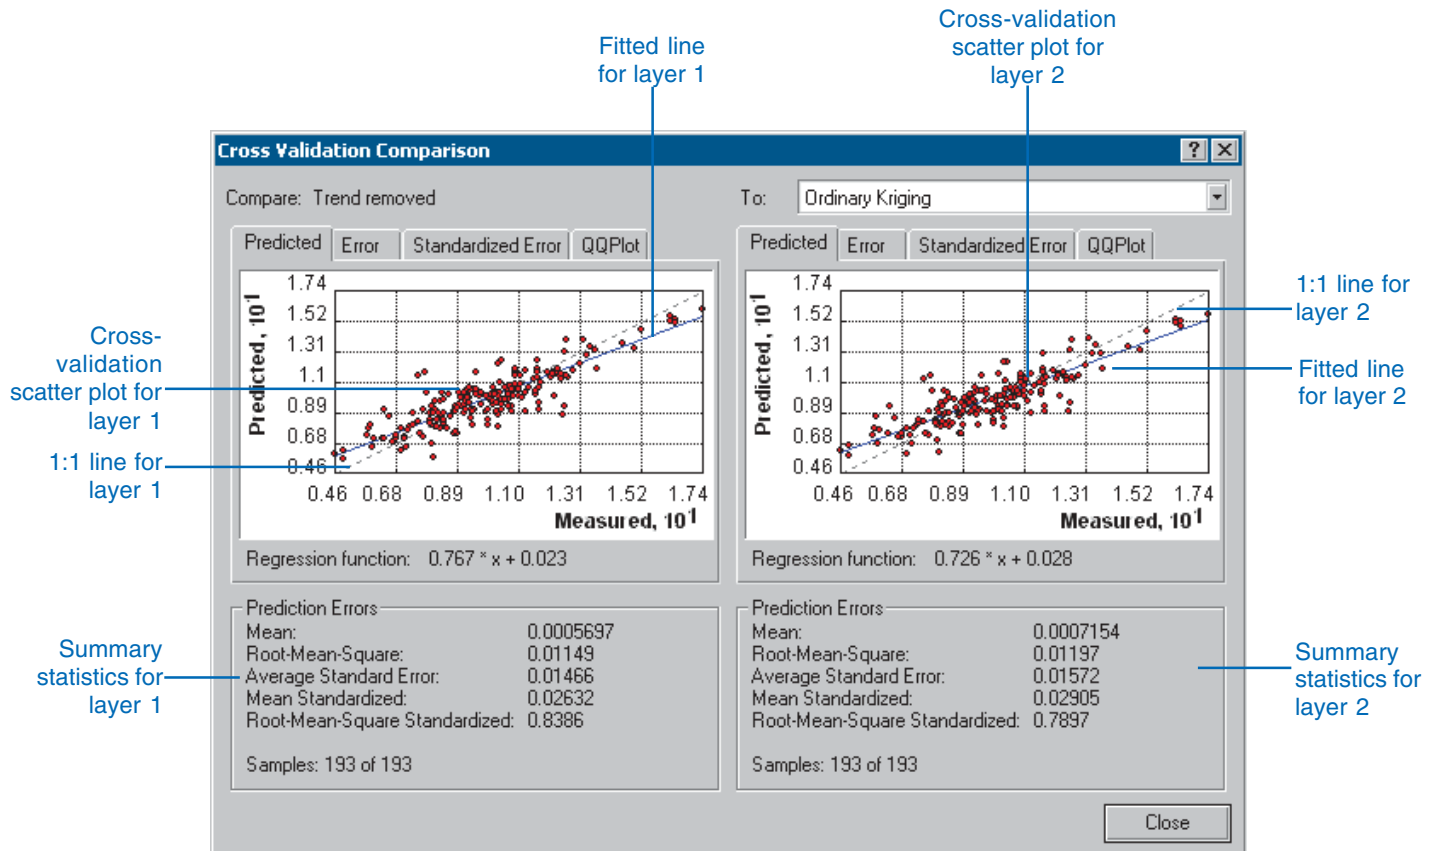 Cross-validation
scatter plot for
layer 2
Fitted line
for layer 1
Cross Validation Comparison
Compare: Trend removed
To: Ordinary Kriging
Predicted Error Standardized Error QQPlot
Predicted, 10^1
1.74
1.52
1.31
1.1
0.89
0.68
0.46
0.46 0.68 0.89 1.10 1.31 1.52 1.74
Measured, 10^1
Regression function: 0.767 * x + 0.023
Predicted Error Standardized Error QQPlot
Predicted, 10^1
1.74
1.52
1.31
1.1
0.89
0.68
0.46
0.46 0.68 0.89 1.10 1.31 1.52 1.74
Measured, 10^1
Regression function: 0.726 * x + 0.028
Cross-
validation
scatter plot for
layer 1
1:1 line for
layer 1
1:1 line for
layer 2
Fitted line
for layer 2
Summary
statistics for
layer 1
Prediction Errors
Mean: 0.0005697
Root-Mean-Square: 0.01149
Average Standard Error: 0.01466
Mean Standardized: 0.02632
Root-Mean-Square Standardized: 0.8386
Samples: 193 of 193
Prediction Errors
Mean: 0.0007154
Root-Mean-Square: 0.01197
Average Standard Error: 0.01572
Mean Standardized: 0.02905
Root-Mean-Square Standardized: 0.7897
Samples: 193 of 193
Summary
statistics for
layer 2
Close